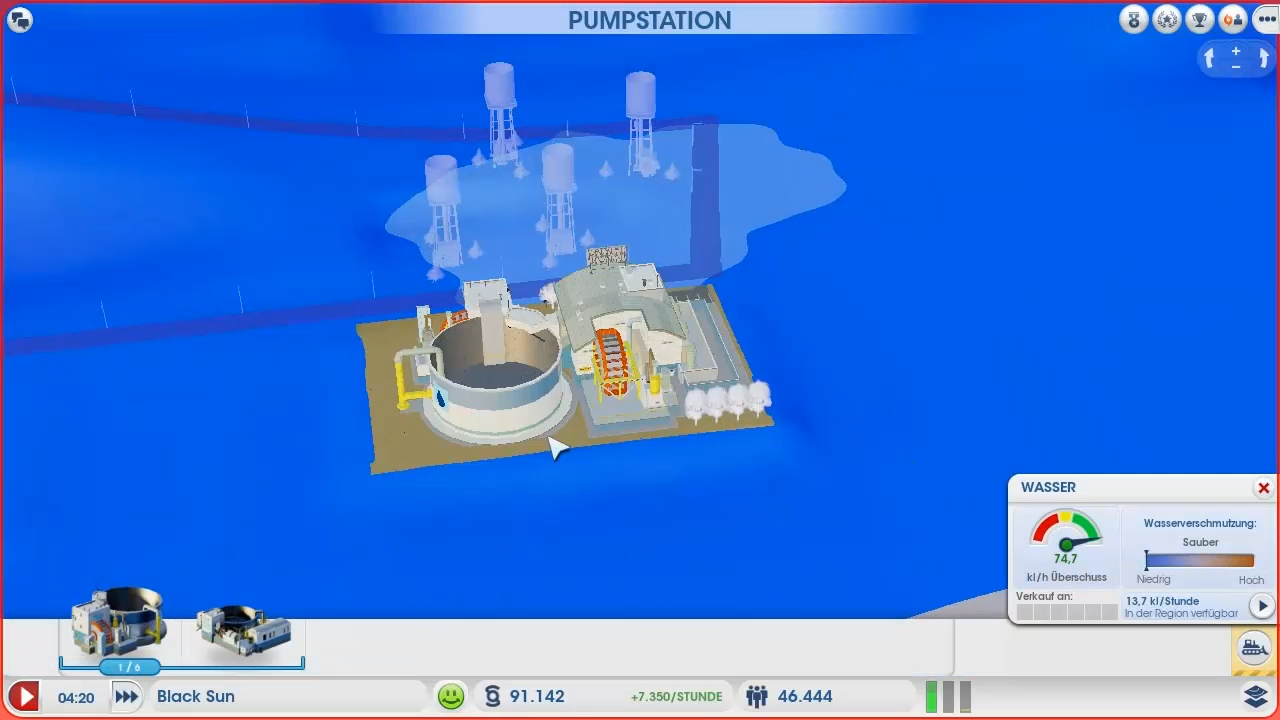 PUMPSTATION
WASSER
74,7
kl/h Überschuss
Wasserverschmutzung:
Sauber
Niedrig
Hoch
Verkauf an:
13,7 kl/Stunde
In der Region verfügbar
1 / 6
04:20
Black Sun
91.142
+7.350/STUNDE
46.444